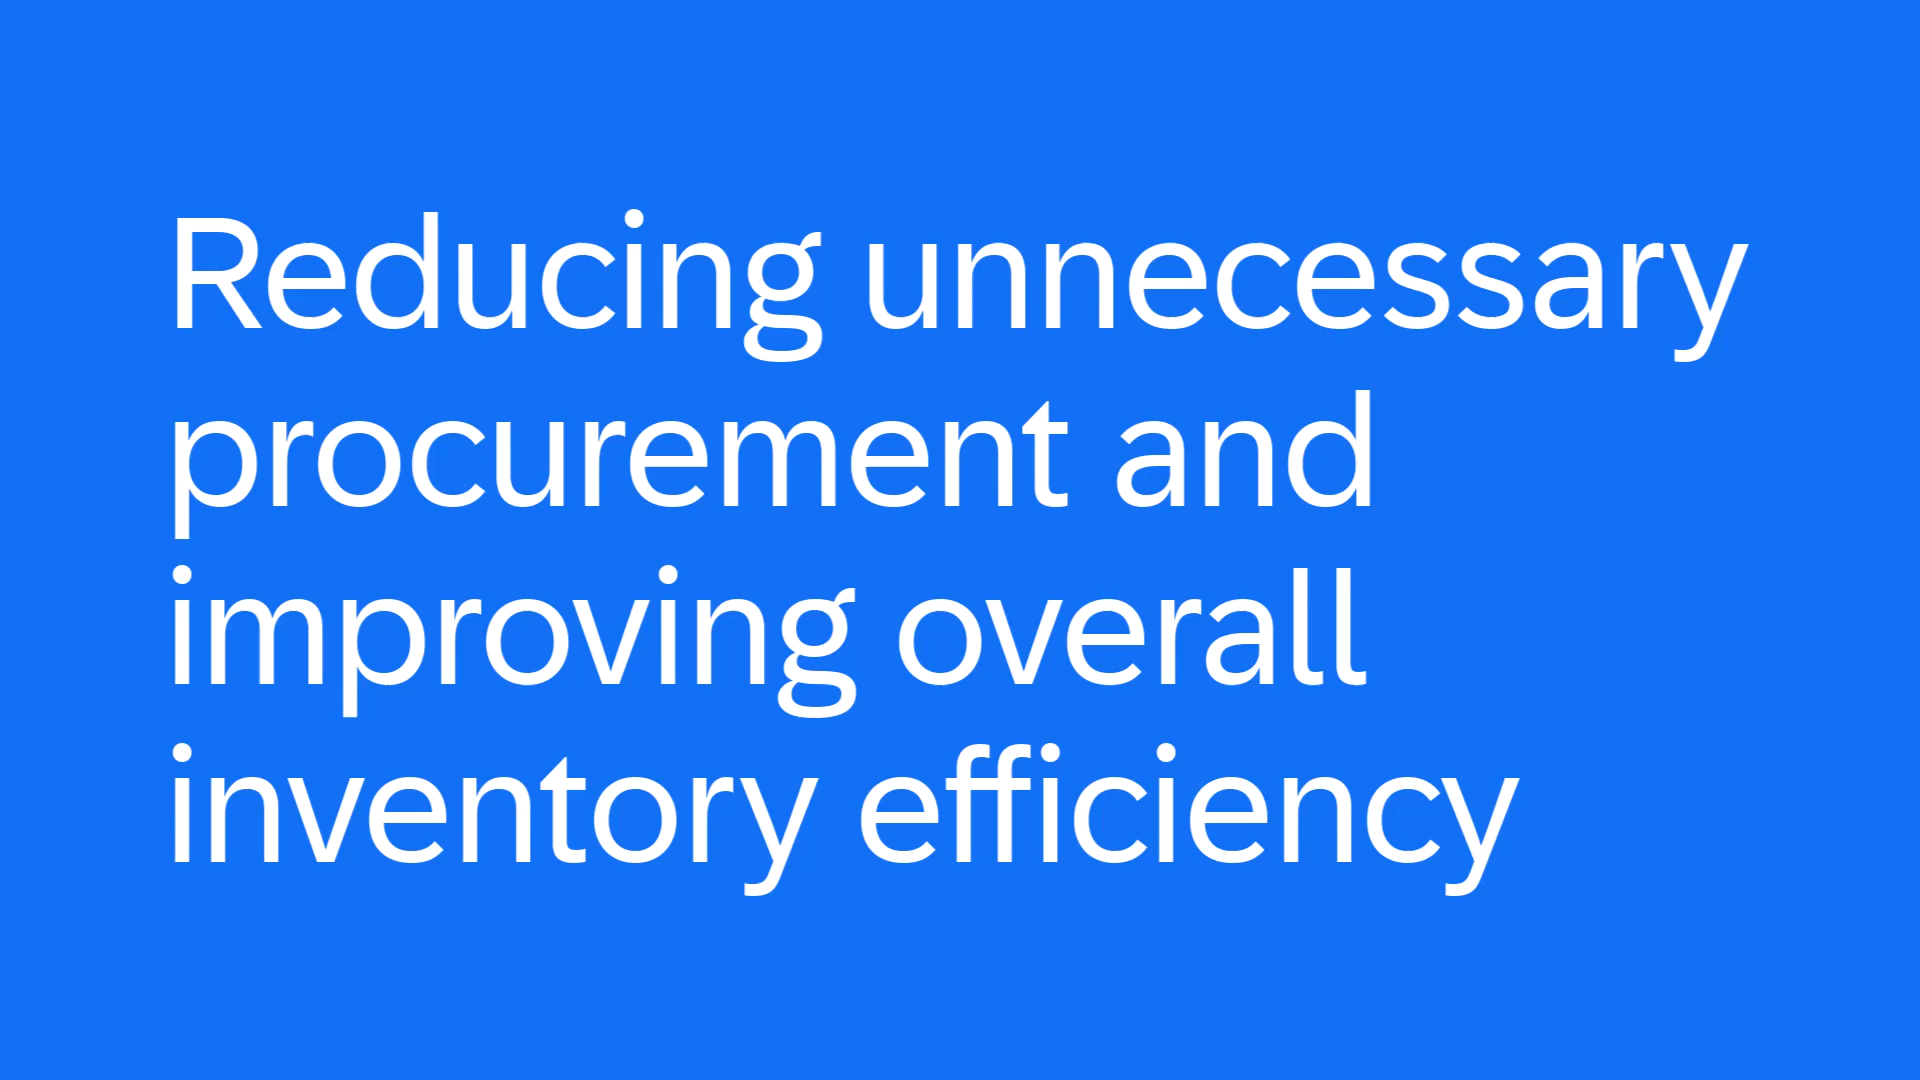 Reducing unnecessary
procurement and
improving overall
inventory efficiency